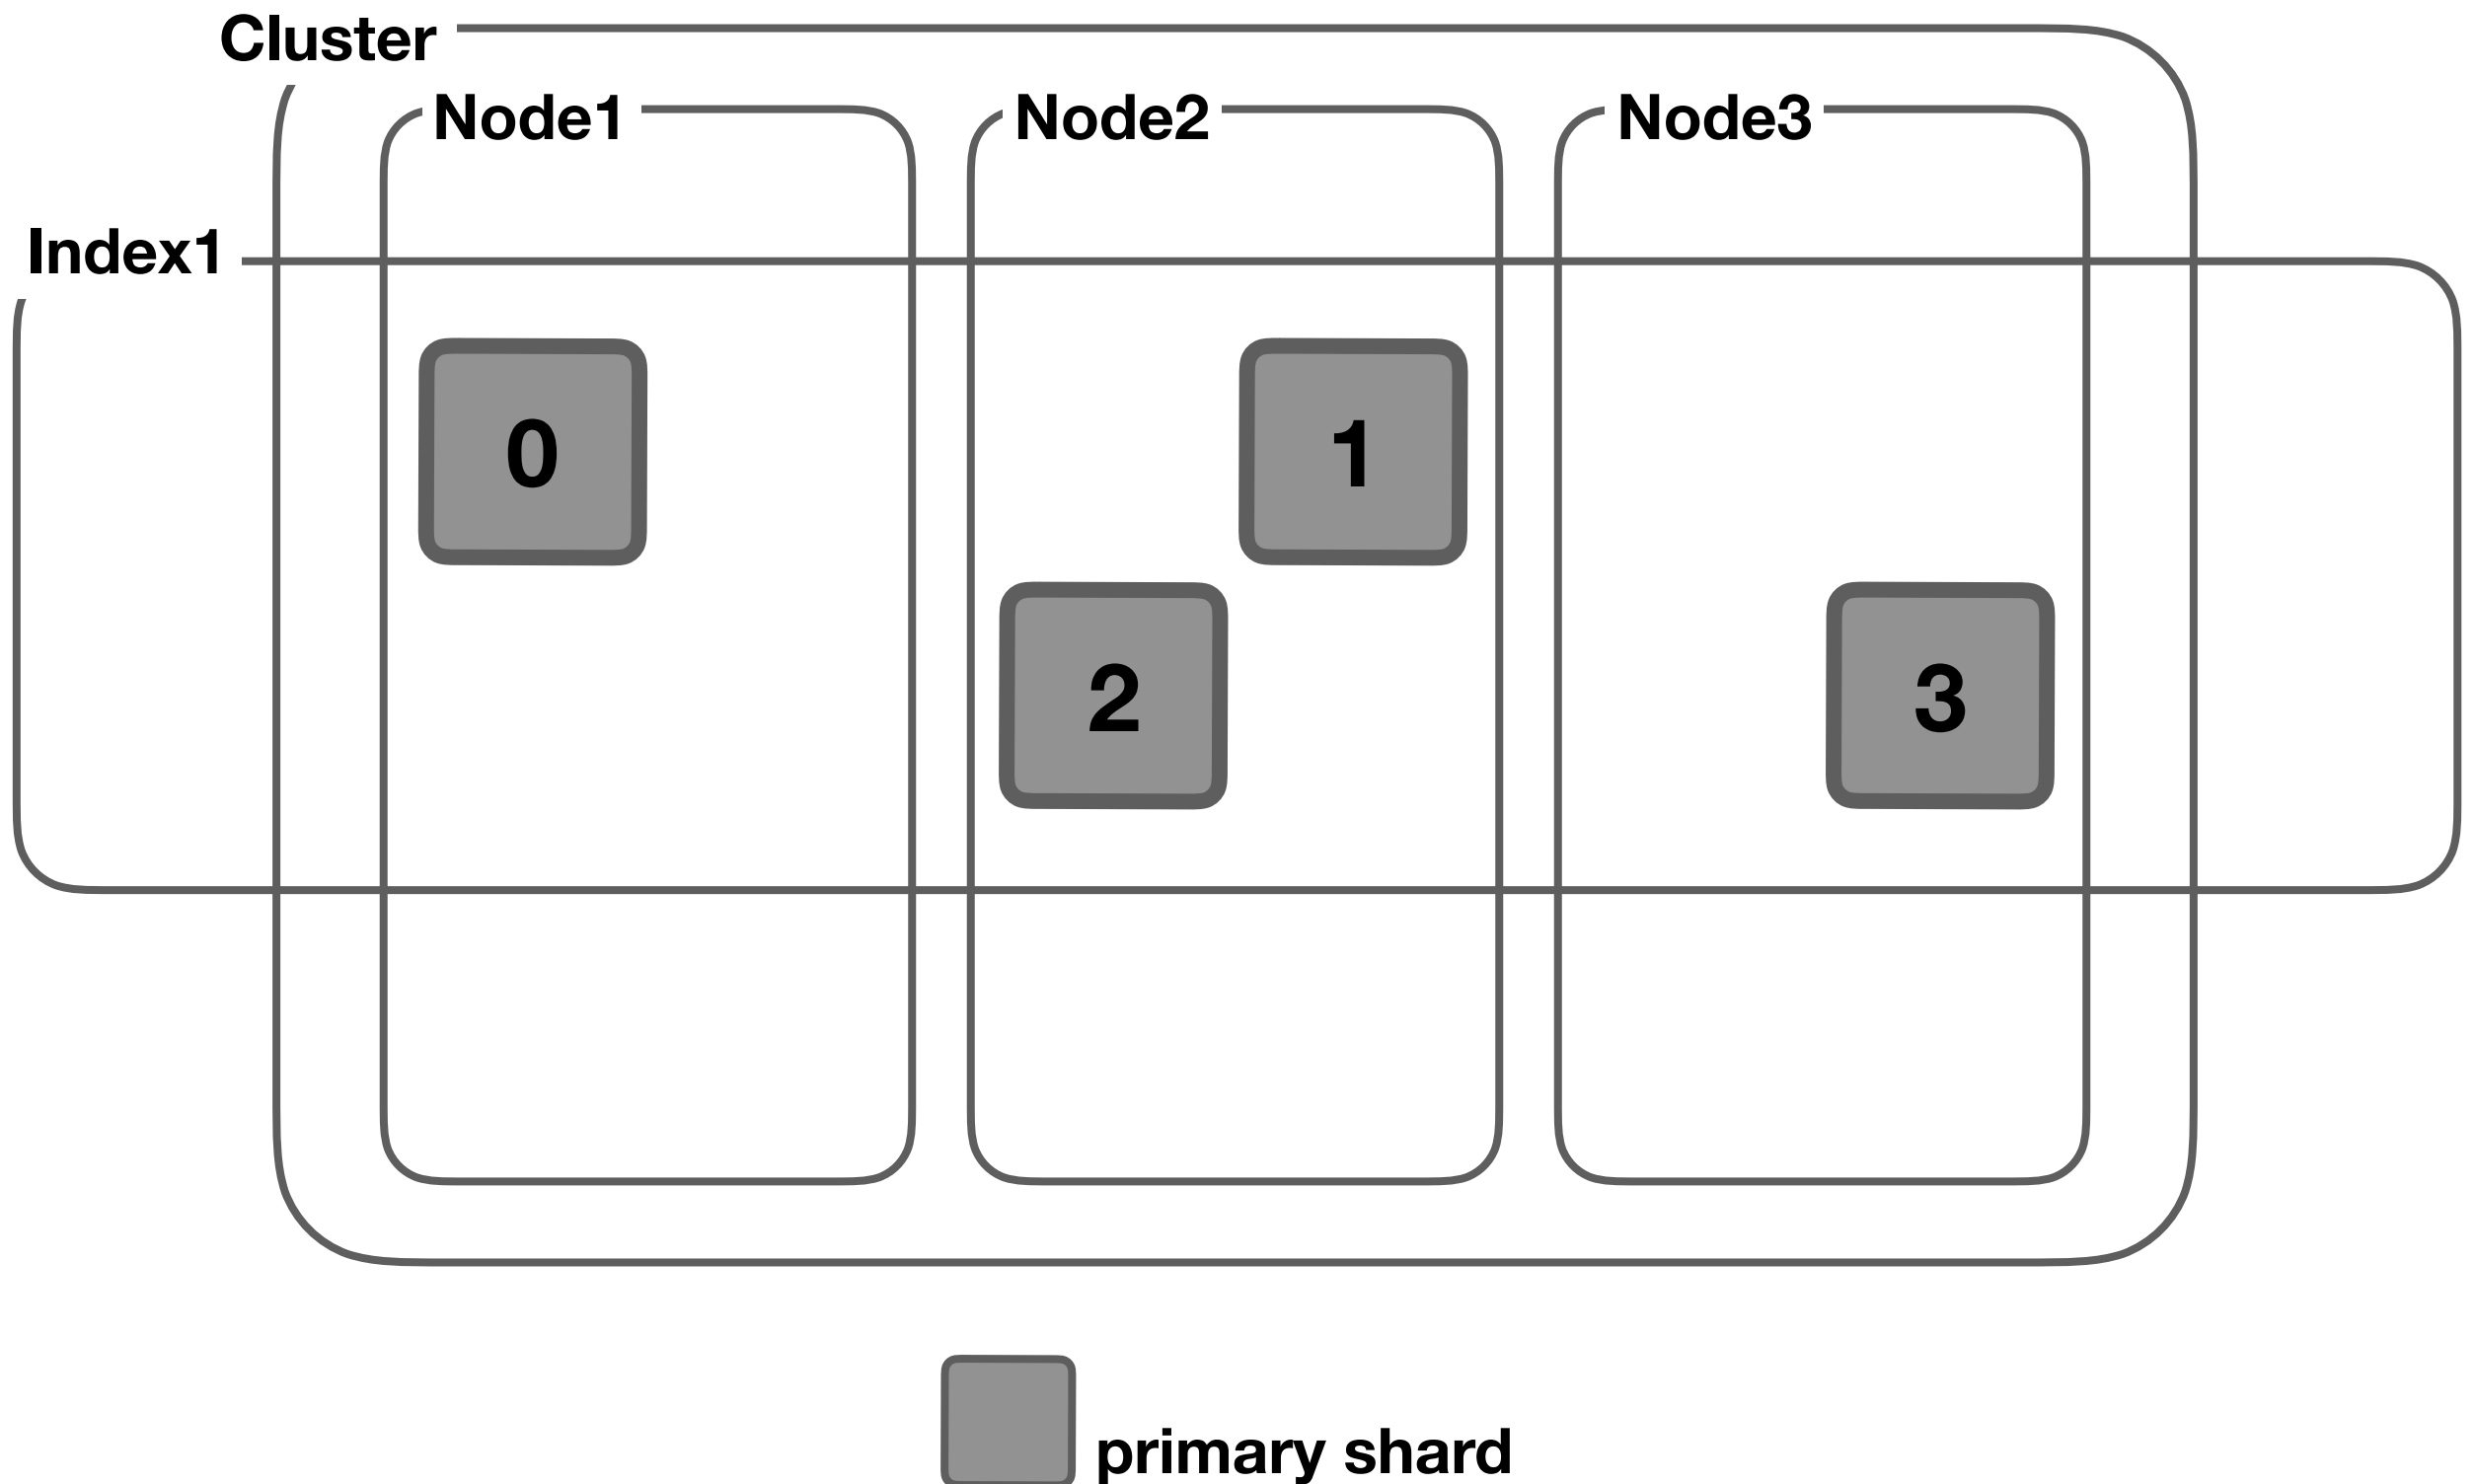 Cluster
Node1 Node2 Node3
Index1
0 1
2 3
primary shard